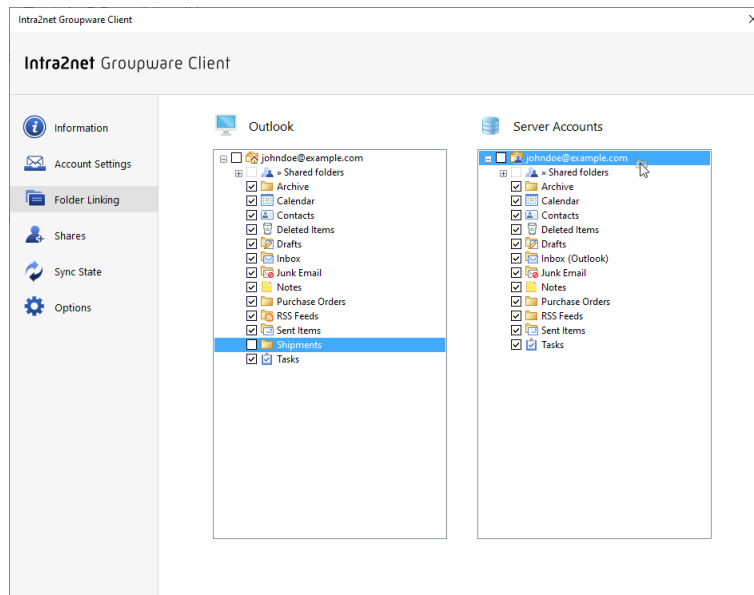 Intra2net Groupware Client
Intra2net Groupware Client
Information
Account Settings
Folder Linking
Shares
Sync State
Options
Outlook
johndoe@example.com
» Shared folders
Archive
Calendar
Contacts
Deleted Items
Drafts
Inbox
Junk Email
Notes
Purchase Orders
RSS Feeds
Sent Items
Shipments
Tasks
Server Accounts
johndoe@example.com
» Shared folders
Archive
Calendar
Contacts
Deleted Items
Drafts
Inbox (Outlook)
Junk Email
Notes
Purchase Orders
RSS Feeds
Sent Items
Tasks